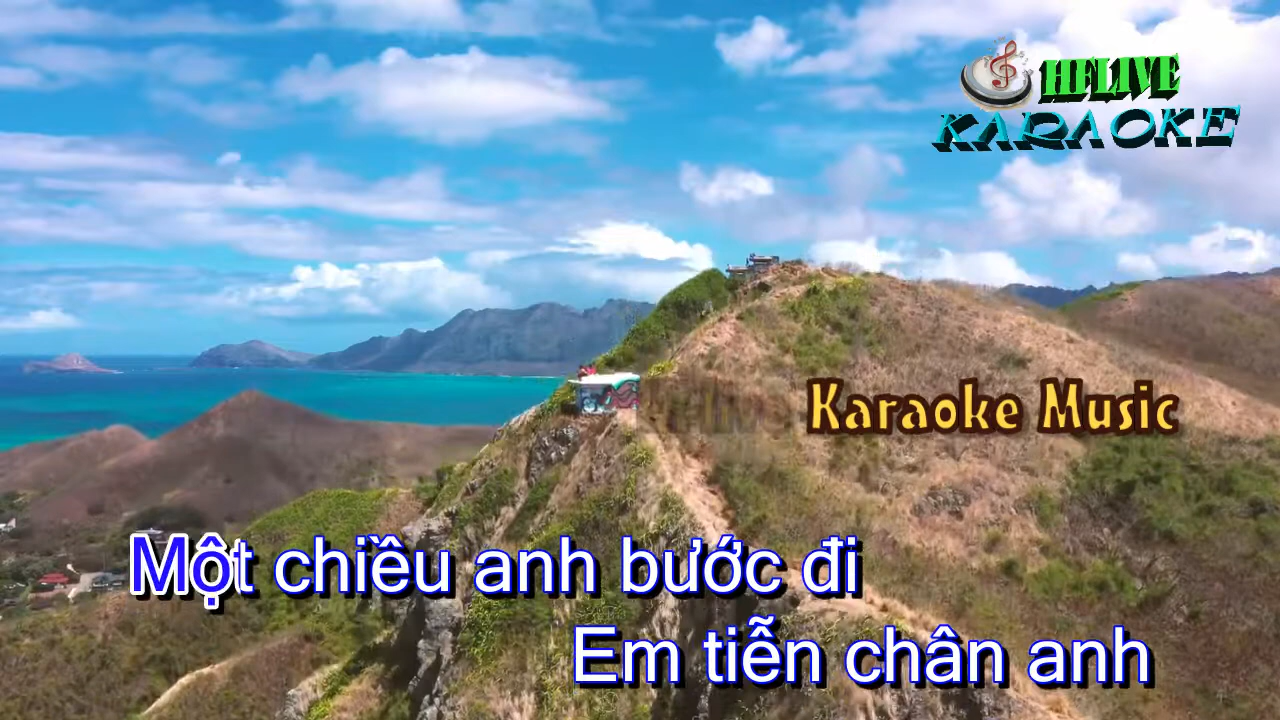 HFLIVE
KARAOKE
Karaoke Music
Một chiều anh bước đi
Em tiễn chân anh